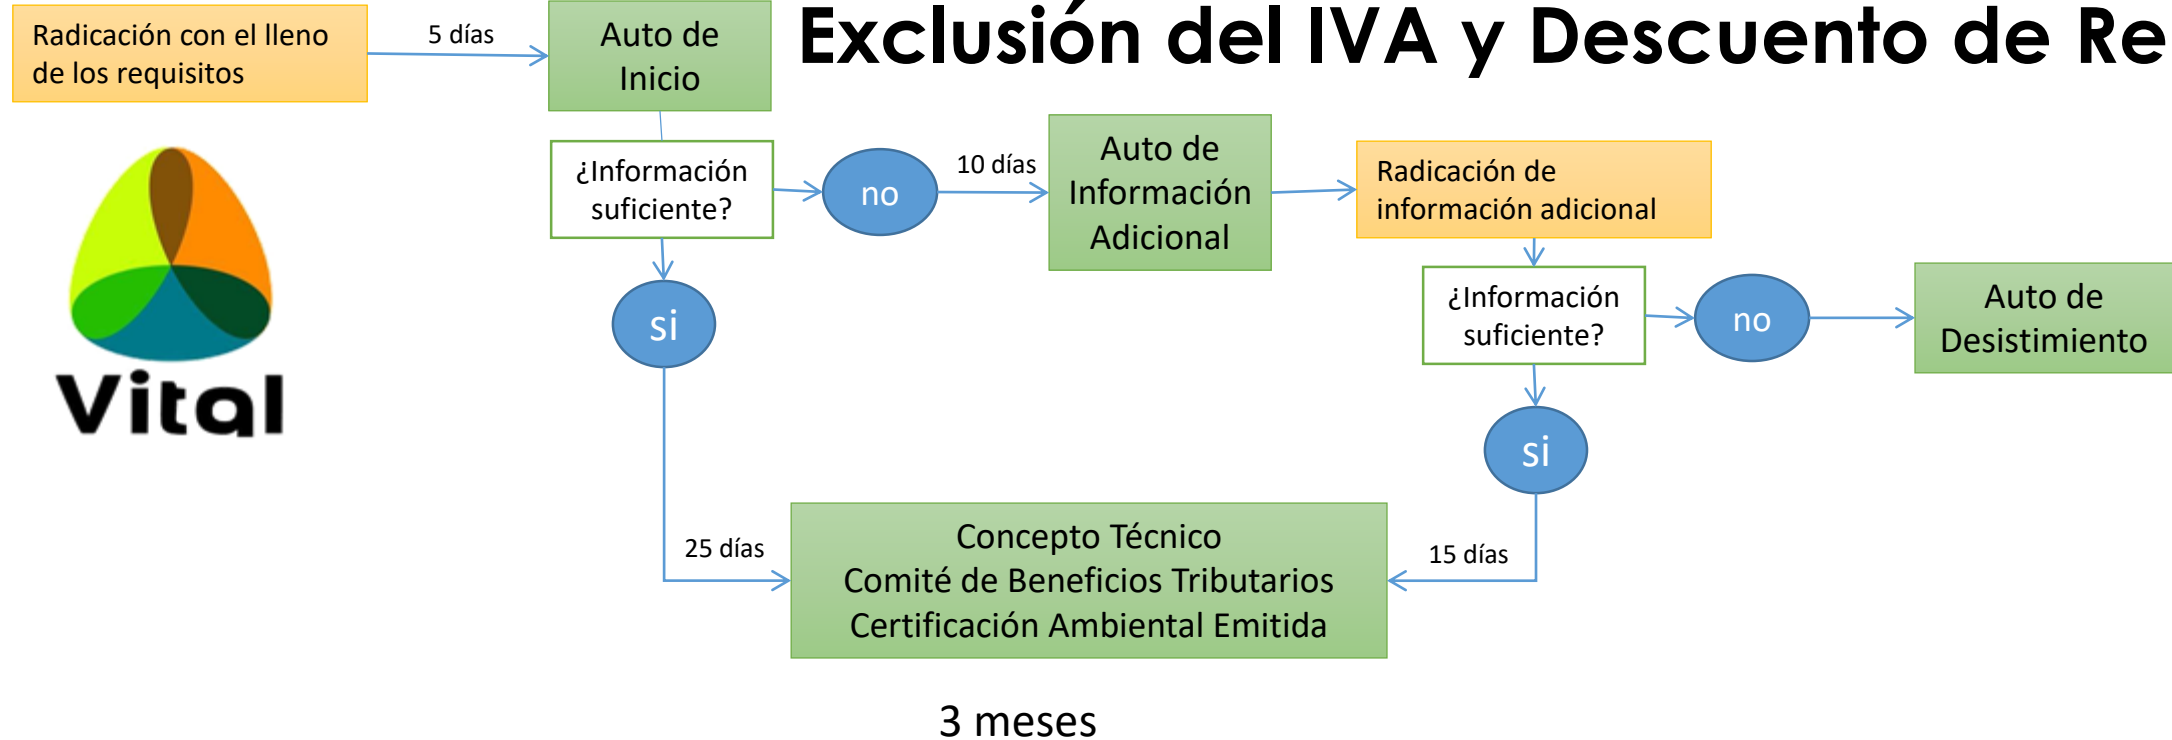 Exclusión del IVA y Descuento de Re
Radicación con el lleno
de los requisitos
5 días
Auto de
Inicio
¿Información
suficiente?
no
10 días
Auto de
Información
Adicional
Radicación de
información adicional
¿Información
suficiente?
no
Auto de
Desistimiento
si
si
25 días
15 días
Concepto Técnico
Comité de Beneficios Tributarios
Certificación Ambiental Emitida
3 meses
Vital